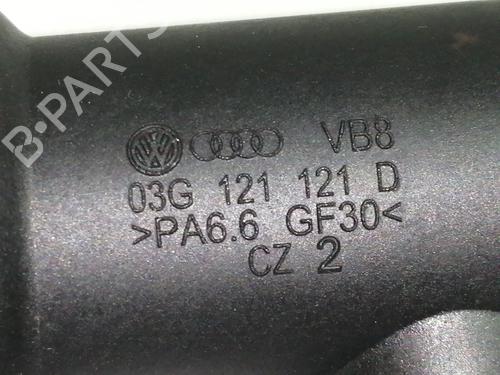 B-PARTS
VB8
03G 121 121 D
>PA6.6 GF30<
CZ 2